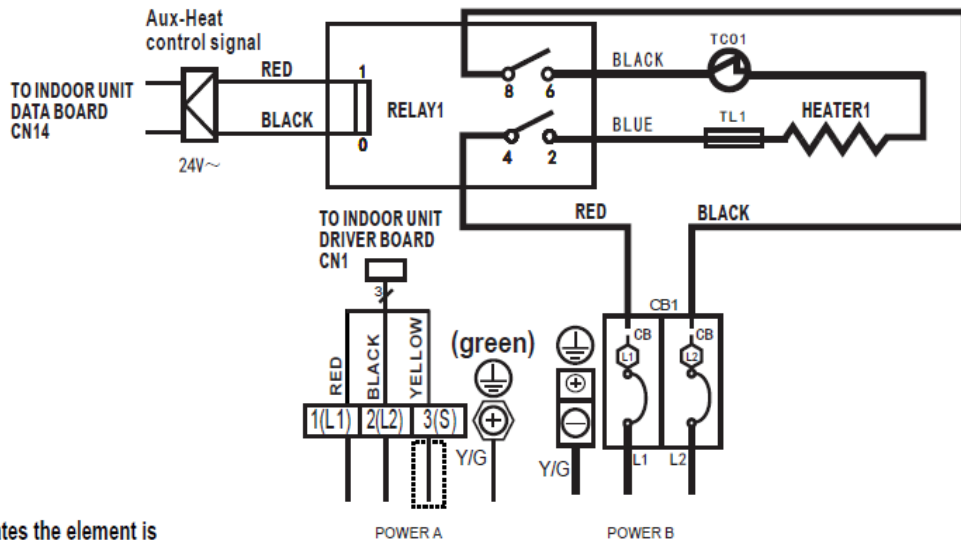 Aux-Heat
control signal
TO INDOOR UNIT
DATA BOARD
CN14
RED
BLACK
24V～
1
0
RELAY1
8 6
4 2
BLACK
TCO1
BLUE
TL1
HEATER1
RED
BLACK
TO INDOOR UNIT
DRIVER BOARD
CN1
3
RED
BLACK
YELLOW
(green)
1(L1) 2(L2) 3(S)
Y/G
CB1
CB
CB
L1
L2
Y/G
L1
L2
POWER A
POWER B
tes the element is